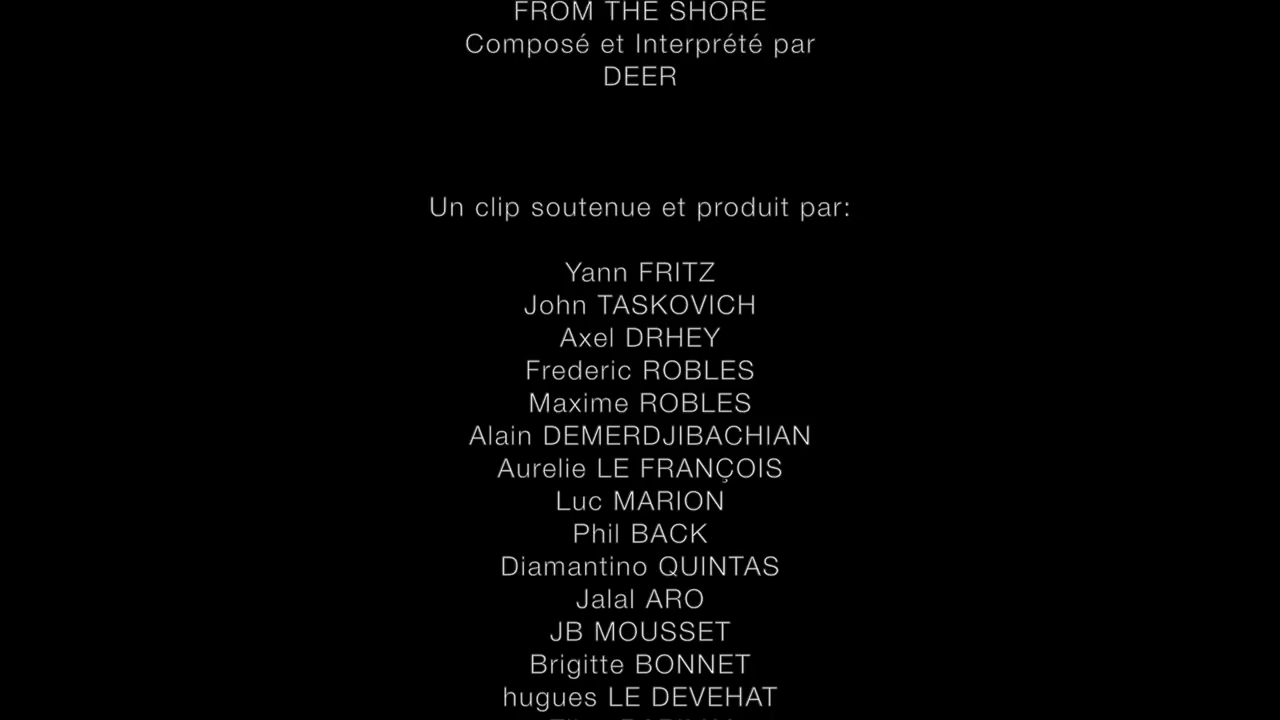 FROM THE SHORE
Composé et Interprété par
DEER
Un clip soutenue et produit par:
Yann FRITZ
John TASKOVICH
Axel DRHEY
Frederic ROBLES
Maxime ROBLES
Alain DEMERDJIBACHIAN
Aurelie LE FRANÇOIS
Luc MARION
Phil BACK
Diamantino QUINTAS
Jalal ARO
JB MOUSSET
Brigitte BONNET
hugues LE DEVEHAT